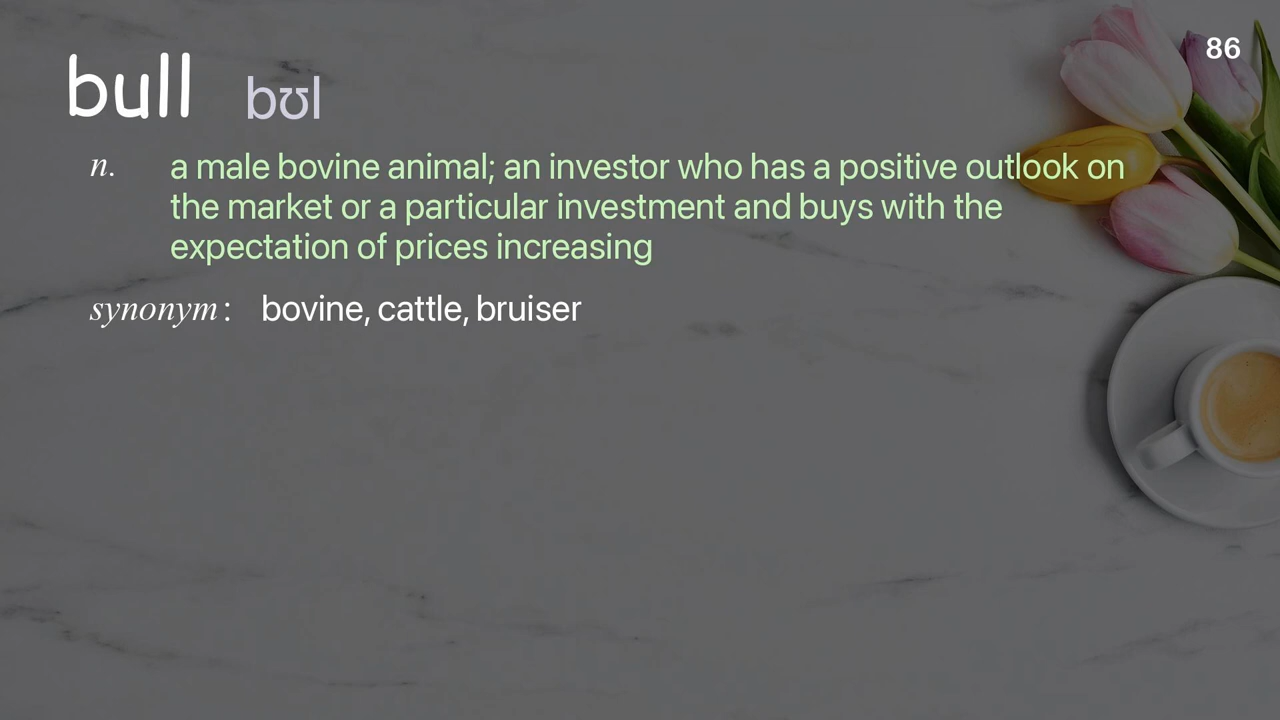 86
bull bʊl
n. a male bovine animal; an investor who has a positive outlook on
the market or a particular investment and buys with the
expectation of prices increasing
synonym: bovine, cattle, bruiser